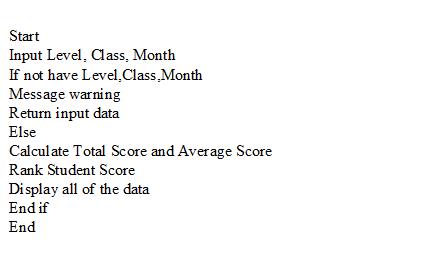 Start
Input Level, Class, Month
If not have Level,Class,Month
Message warning
Return input data
Else
Calculate Total Score and Average Score
Rank Student Score
Display all of the data
End if
End